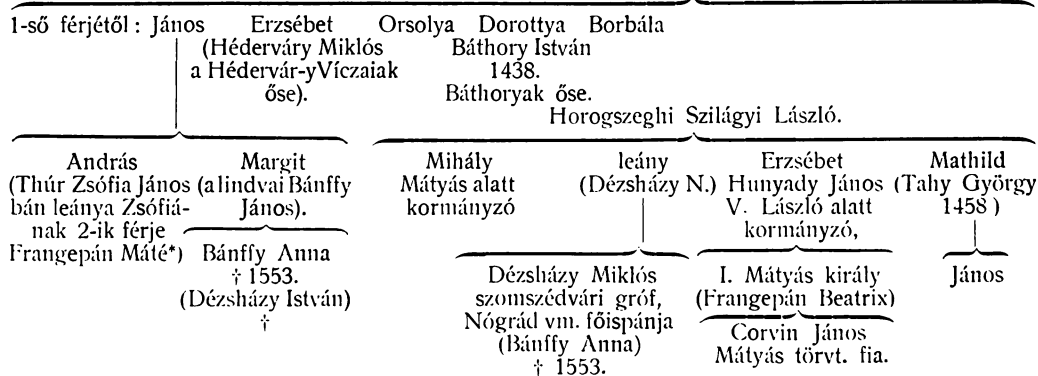 1-ső férjétől: János Erzsébet Orsolya Dorottya Borbála
(Héderváry Miklós Báthory István
a Hédervár-yVíczaiak 1438.
őse). Báthoryak őse.
Horogszeghi Szilágyi László.
András Margit Mihály leány Erzsébet Mathild
(Thúr Zsófia János (alindvai Bánffy Mátyás alatt (Dézsházy N.) Hunyady János (Tahy György
bán leánya Zsófiá- János). kormányzó V. László alatt 1458)
nak 2-ik férje kormányzó,
Frangepán Máté*) Bánffy Anna
† 1553. Dézsházy Miklós I. Mátyás király János
(Dézsházy István) szomszédvári gróf, (Frangepán Beatrix)
† Nógrád vm. főispánja Corvin János
(Bánffy Anna) Mátyás törvt. fia.
† 1553.